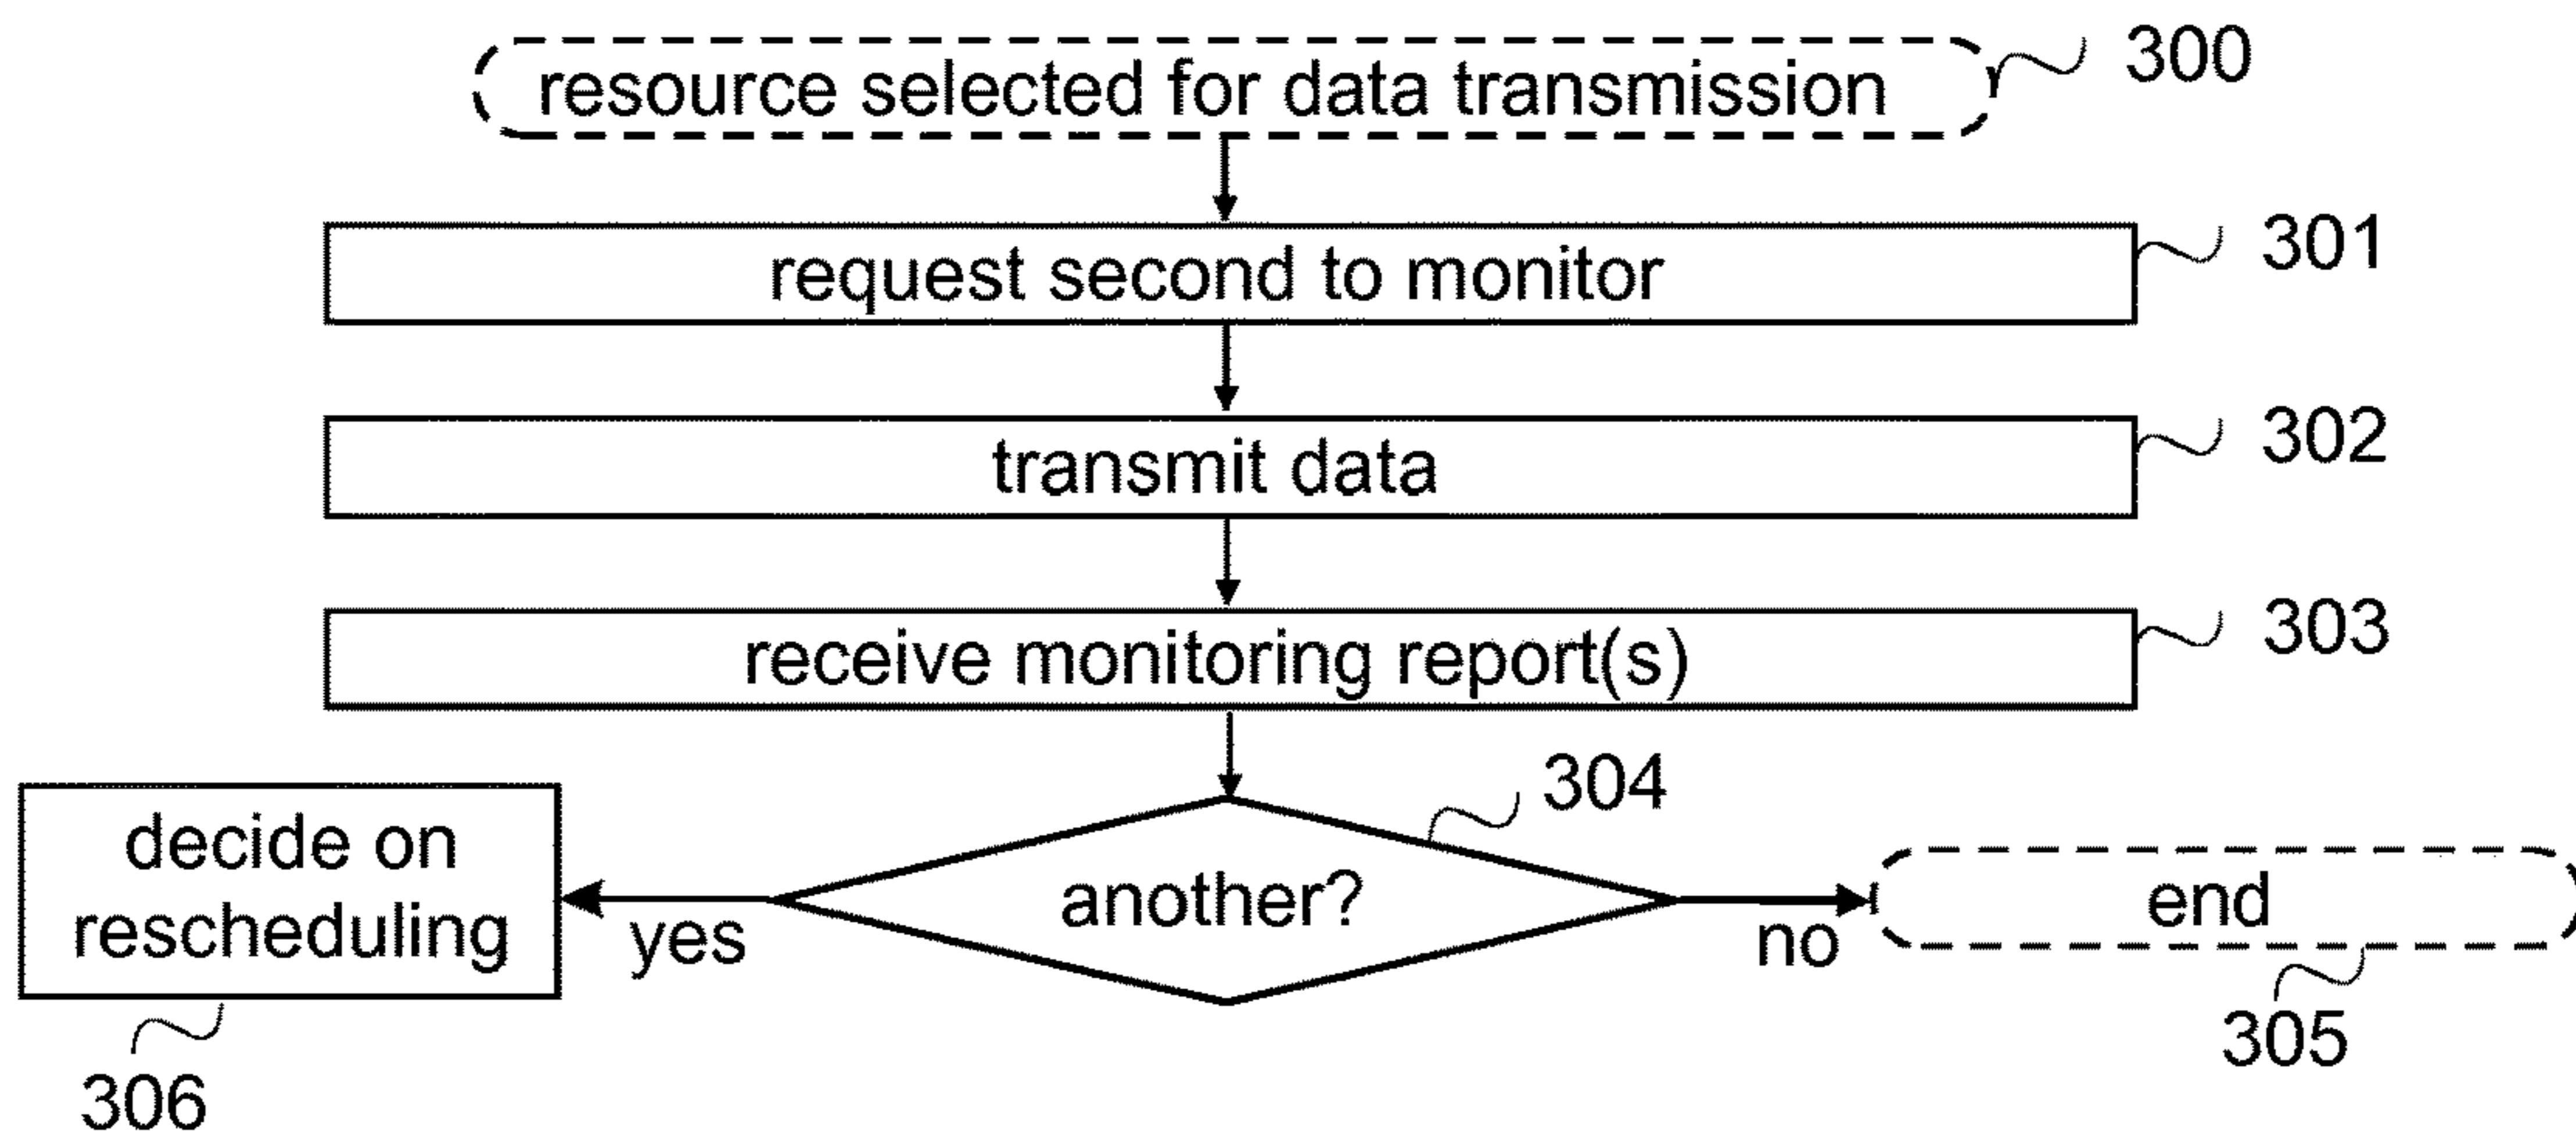 resource selected for data transmission
300
request second to monitor
301
transmit data
302
receive monitoring report(s)
303
304
decide on
rescheduling
yes
another?
no
end
305
306